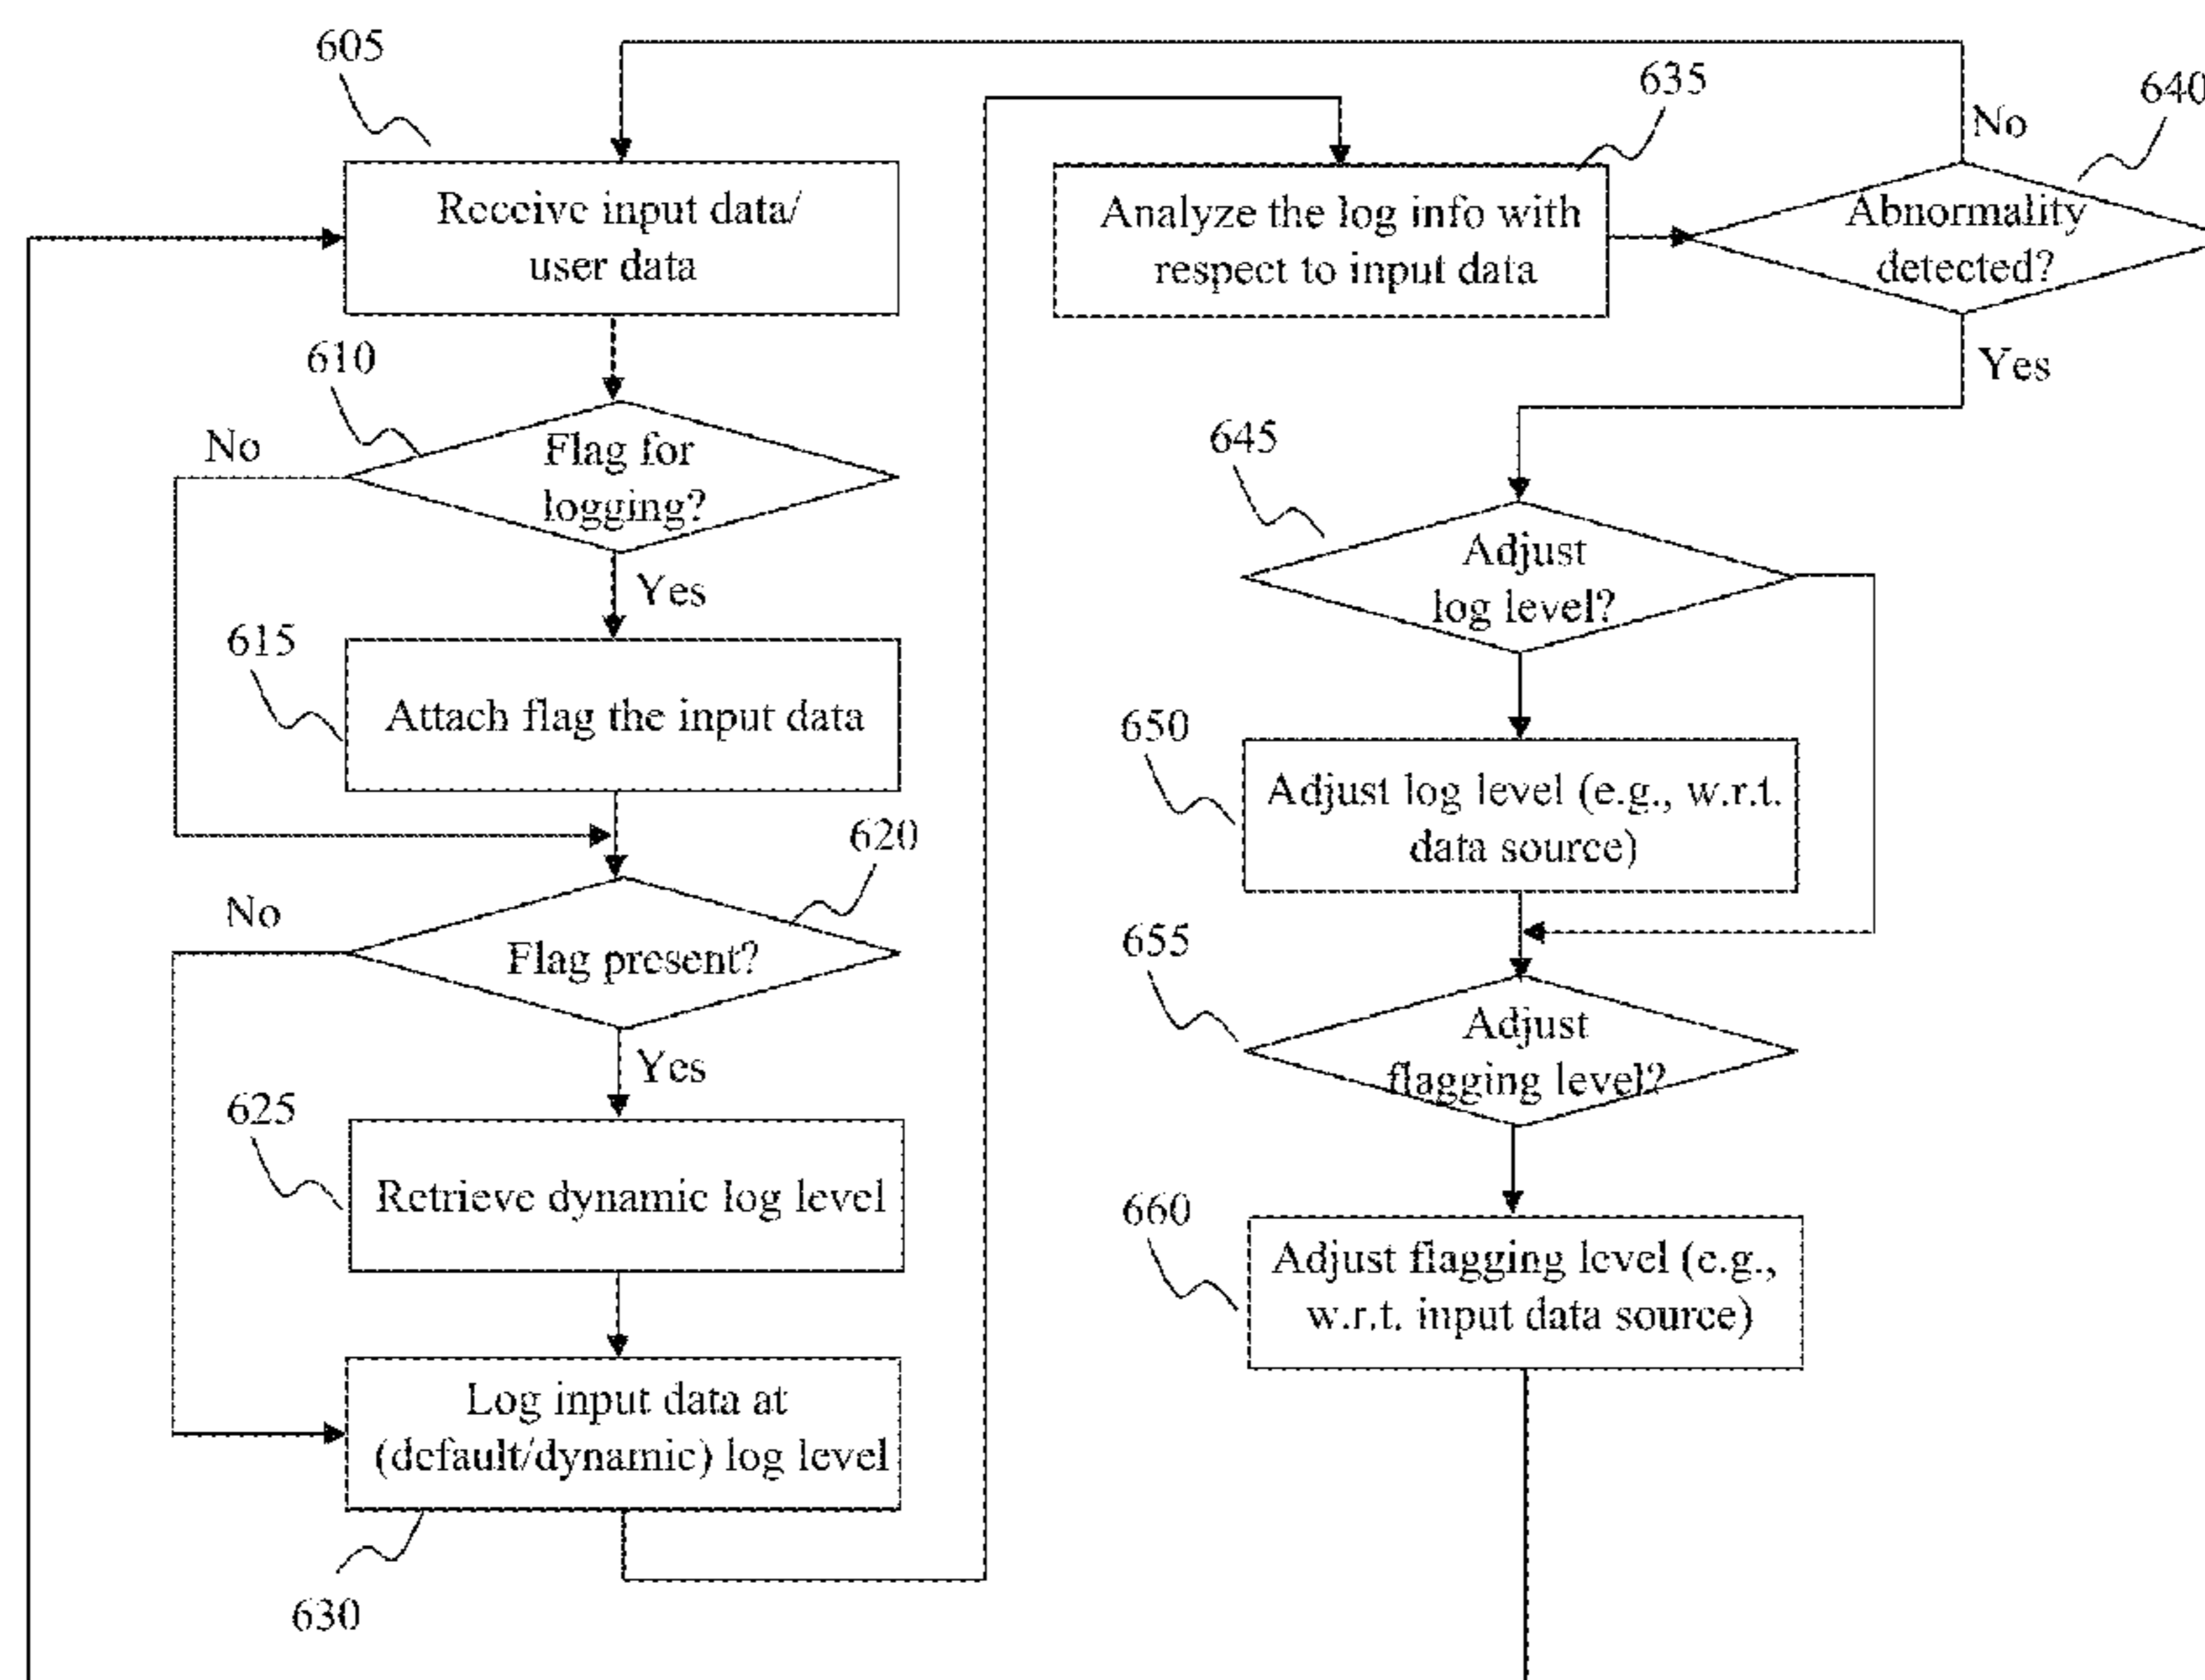 605
Receive input data/
user data
610
Flag for
logging?
No
Yes
615
Attach flag the input data
620
Flag present?
No
Yes
625
Retrieve dynamic log level
Log input data at
(default/dynamic) log level
630
635
Analyze the log info with
respect to input data
640
Abnormality
detected?
No
Yes
645
Adjust
log level?
650
Adjust log level (e.g., w.r.t.
data source)
655
Adjust
flagging level?
660
Adjust flagging level (e.g.,
w.r.t. input data source)